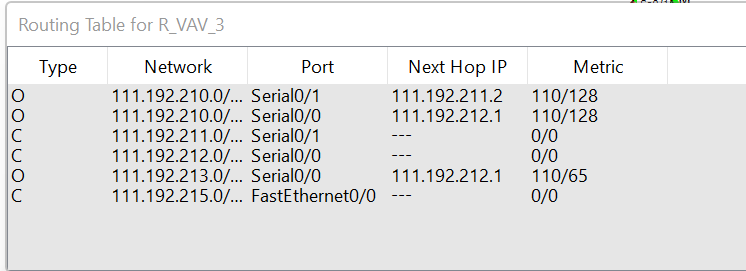 Routing Table for R_VAV_3
Type Network Port Next Hop IP Metric
O 111.192.210.0/... Serial0/1 111.192.211.2 110/128
O 111.192.210.0/... Serial0/0 111.192.212.1 110/128
C 111.192.211.0/... Serial0/1 --- 0/0
C 111.192.212.0/... Serial0/0 --- 0/0
O 111.192.213.0/... Serial0/0 111.192.212.1 110/65
C 111.192.215.0/... FastEthernet0/0 --- 0/0